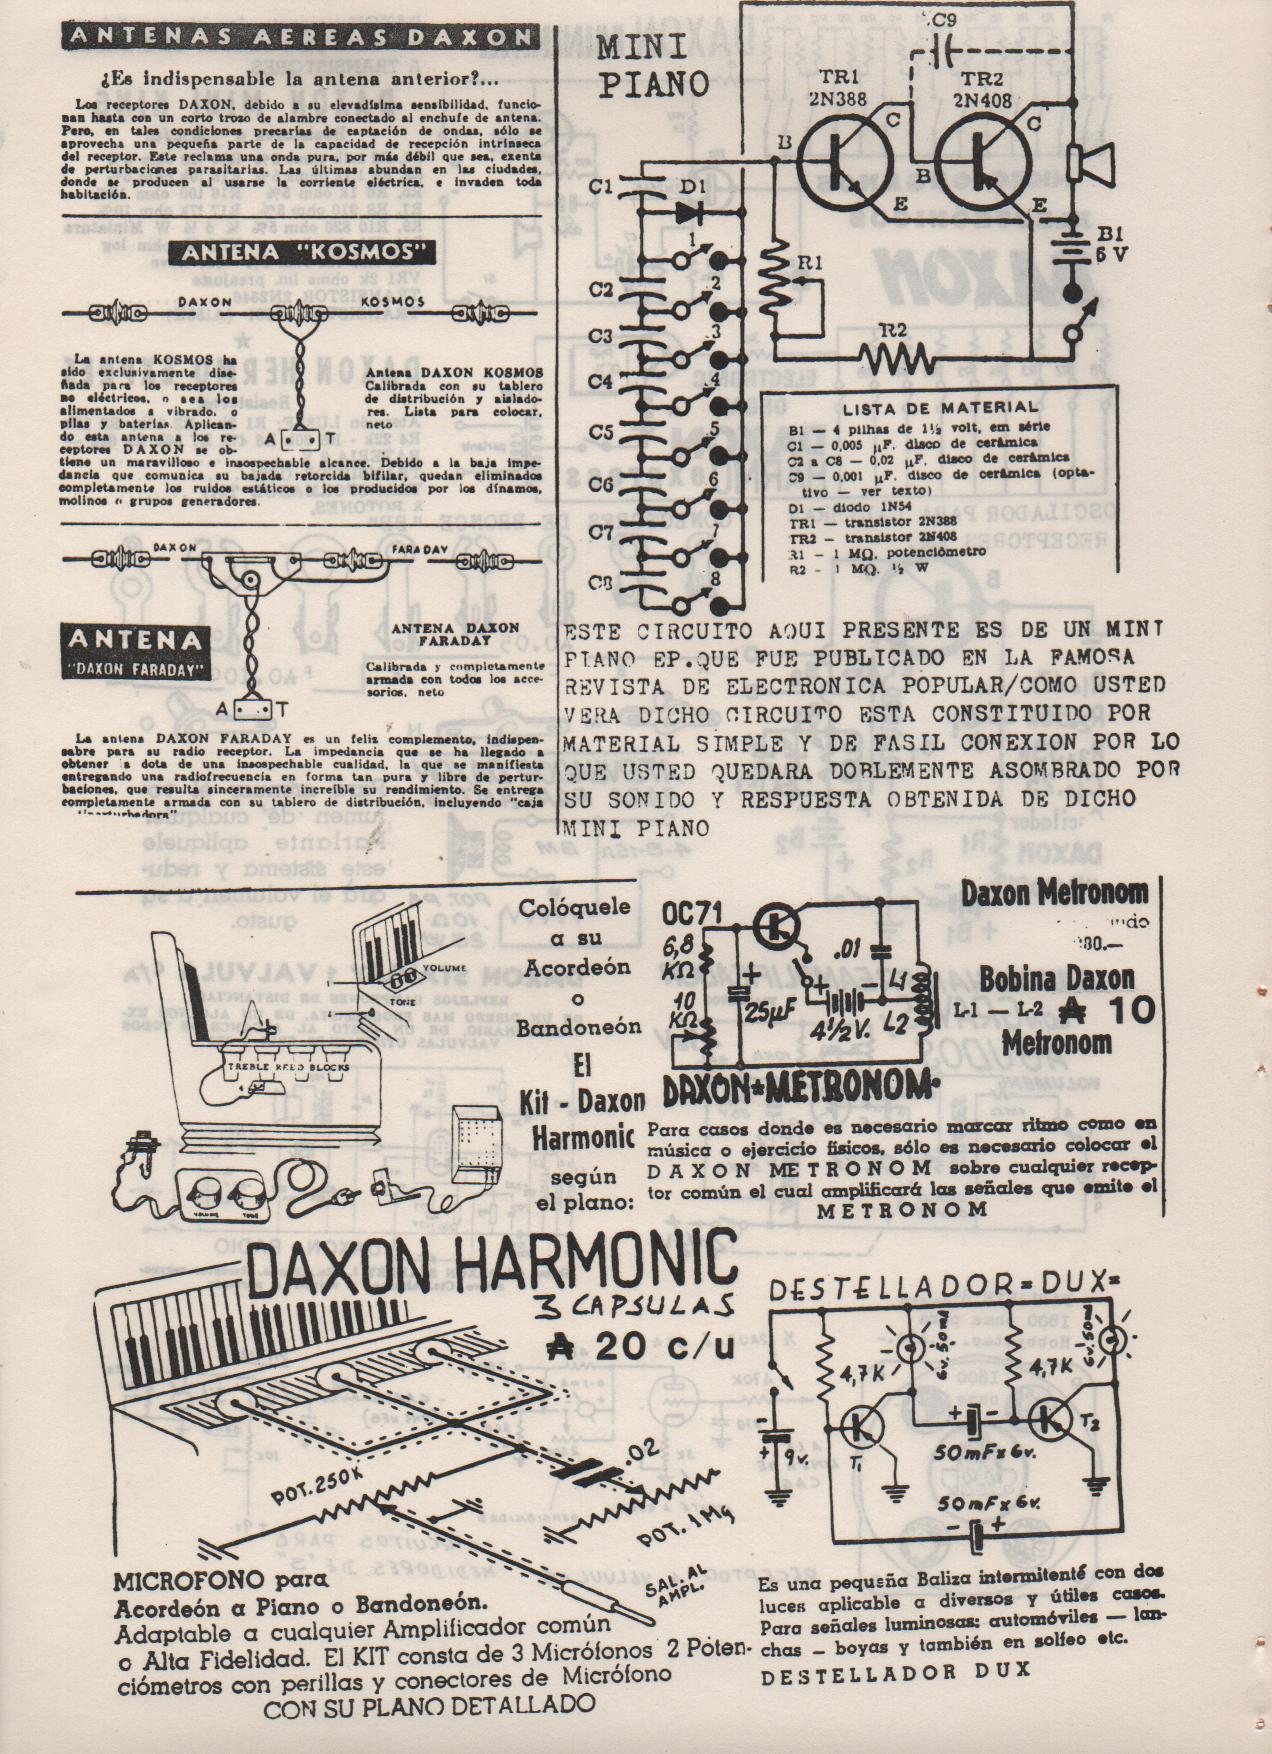 ANTENAS AEREAS DAXON
¿Es indispensable la antena anterior?...
Los receptores DAXON, debido a su elevadísima sensibilidad, funcio-
nan hasta con un corto trozo de alambre conectado al enchufe de antena.
Pero, en tales condiciones precarias de captación de ondas, sólo se
aprovecha una pequeña parte de la capacidad de recepción intrínseca
del receptor. Este reclama una onda pura, por más débil que sea, exenta
de perturbaciones parasitarias. Las últimas abundan en las ciudades,
donde se producen al usarse la corriente eléctrica, e invaden toda
habitación.
ANTENA "KOSMOS"
DAXON
KOSMOS
La antena KOSMOS ha
sido exclusivamente dise-
ñada para los receptores
no eléctricos, o sea los
alimentados a vibrado, o
pilas y baterías. Aplican-
do esta antena a los re-
ceptores DAXON se ob-
tiene un maravilloso e insospechable alcance. Debido a la baja impe-
dancia que comunica su bajada retorcida bifilar, quedan eliminados
completamente los ruidos estáticos o los producidos por los dínamos,
molinos o grupos generadores.
Antena DAXON KOSMOS
Calibrada con su tablero
de distribución y aislado-
res. Lista para colocar,
neto
A
T
DAXON
FARADAY
ANTENA
"DAXON FARADAY"
ANTENA DAXON
FARADAY
Calibrada y completamente
armada con todos los acce-
sorios, neto
A
T
La antena DAXON FARADAY es un feliz complemento, indispen-
sabre para su radio receptor. La impedancia que se ha llegado a
obtener la dota de una insospechable cualidad, la que se manifiesta
entregando una radiofrecuencia en forma tan pura y libre de pertur-
baciones, que resulta sinceramente increíble su rendimiento. Se entrega
completamente armada con su tablero de distribución, incluyendo "caja
MINI
PIANO
C9
TR1
2N388
TR2
2N408
B
C
E
B
C
E
C1
D1
1
C2
2
C3
3
C4
4
C5
5
C6
6
C7
7
C8
8
R1
R2
B1
6 V
LISTA DE MATERIAL
B1 — 4 pilhas de 1½ volt, em série
C1 — 0,005 µF, disco de cerâmica
C2 a C8 — 0,02 µF, disco de cerâmica
C9 — 0,001 µF, disco de cerâmica (opta-
tivo — ver texto)
D1 — diodo 1N54
TR1 — transistor 2N388
TR2 — transistor 2N408
R1 — 1 MΩ, potenciômetro
R2 - 1 MΩ, ½ W
ESTE CIRCUITO AQUI PRESENTE ES DE UN MINI
PIANO EP.QUE FUE PUBLICADO EN LA FAMOSA
REVISTA DE ELECTRONICA POPULAR/COMO USTED
VERA DICHO CIRCUITO ESTA CONSTITUIDO POR
MATERIAL SIMPLE Y DE FASIL CONEXION POR LO
QUE USTED QUEDARA DOBLEMENTE ASOMBRADO POR
SU SONIDO Y RESPUESTA OBTENIDA DE DICHO
MINI PIANO
VOLUME
TONE
TREBLE REED BLOCKS
VOLUME
TONE
Colóquele
a su
Acordeón
o
Bandoneón
El
Kit - Daxon
Harmonic
según
el plano:
OC71
6,8
KΩ
10
KΩ
+
25µF
.01
+
-
4½ V.
L1
L2
Daxon Metronom
Bobina Daxon
L-1 — L-2 ₳ 10
Metronom
DAXON*METRONOM·
Para casos donde es necesario marcar ritmo como en
música o ejercicio físicos, sólo es necesario colocar el
DAXON METRONOM sobre cualquier recep-
tor común el cual amplificará las señales que emite el
METRONOM
DAXON HARMONIC
3 CAPSULAS
₳ 20 c/u
POT. 250K
.02
POT. 1Mg
SAL. AL
AMPL.
MICROFONO para
Acordeón a Piano o Bandoneón.
Adaptable a cualquier Amplificador común
o Alta Fidelidad. El KIT consta de 3 Micrófonos 2 Poten-
ciómetros con perillas y conectores de Micrófono
CON SU PLANO DETALLADO
DESTELLADOR=DUX=
4,7K
6v.50ml
4,7K
6v.50ml
-
+
9v.
T1
+
-
50mFx6v.
T2
50mFx6v.
-
+
Es una pequeña Baliza intermitenté con dos
luces aplicable a diversos y útiles casos.
Para señales luminosas; automóviles — lan-
chas — boyas y también en solfeo etc.
DESTELLADOR DUX